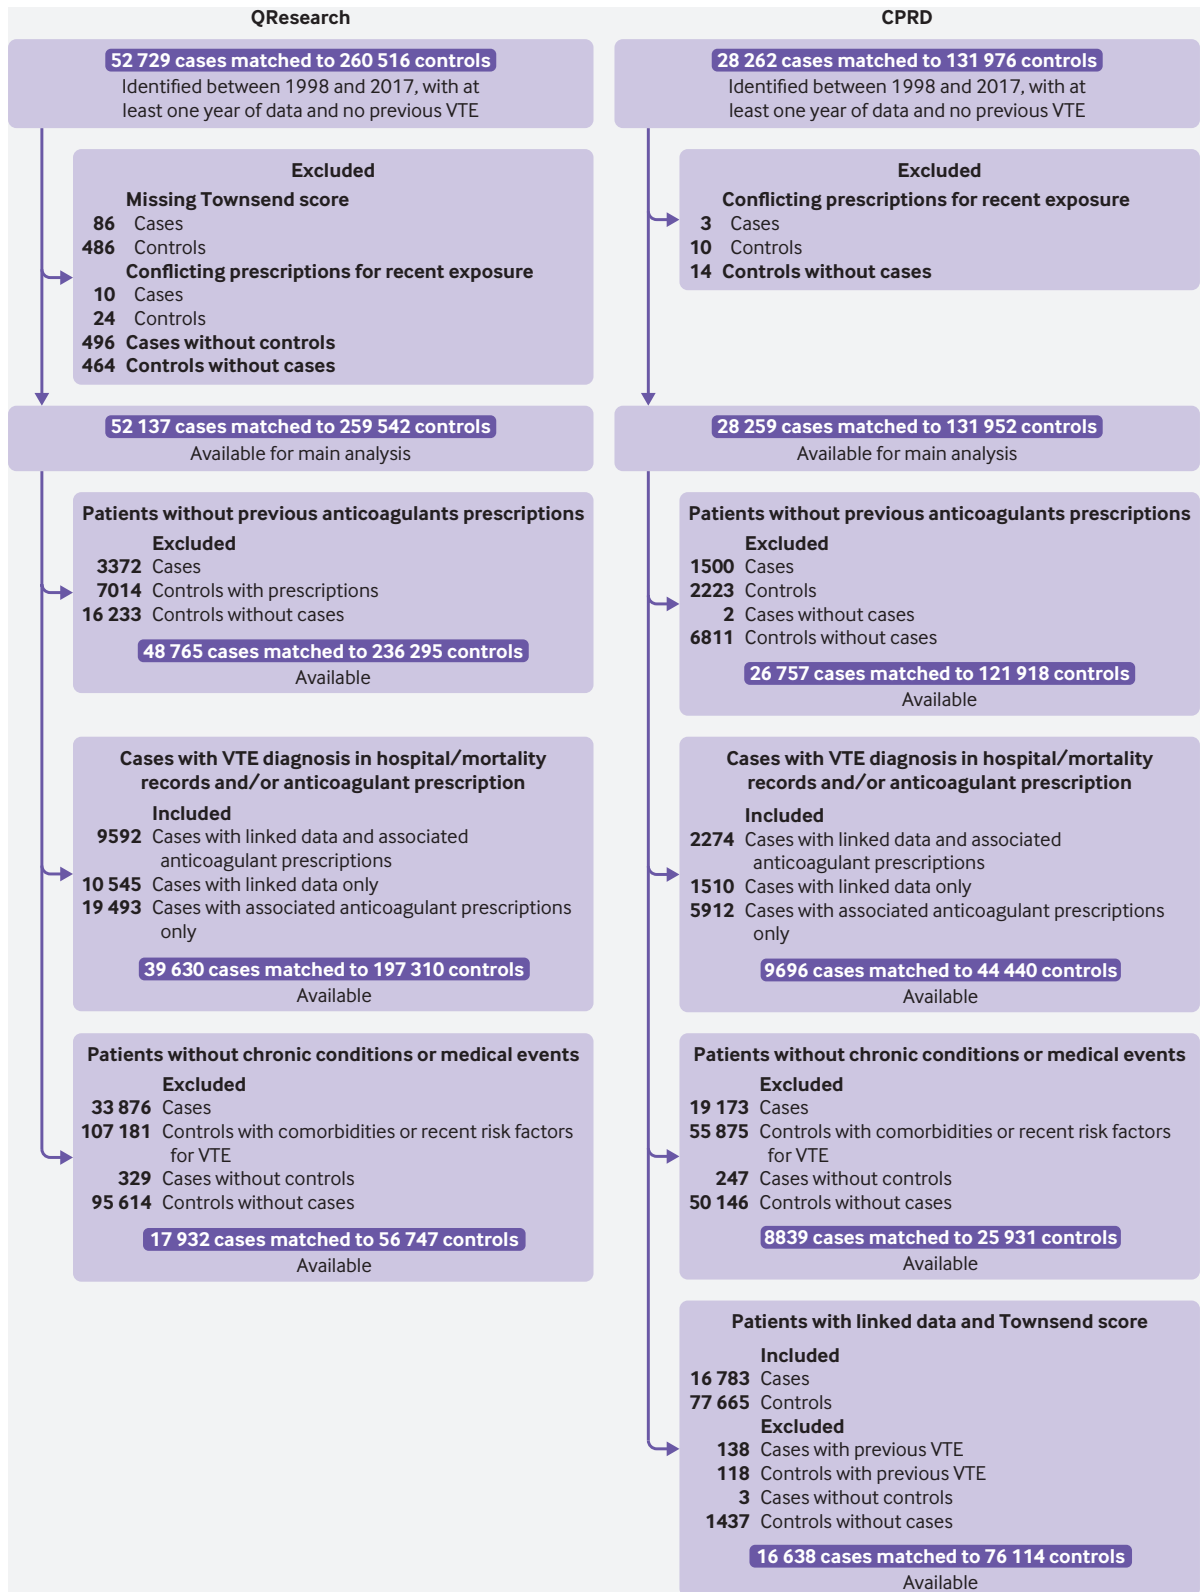 QResearch
52 729 cases matched to 260 516 controls
Identified between 1998 and 2017, with at
least one year of data and no previous VTE
Excluded
Missing Townsend score
86 Cases
486 Controls
Conflicting prescriptions for recent exposure
10 Cases
24 Controls
496 Cases without controls
464 Controls without cases
52 137 cases matched to 259 542 controls
Available for main analysis
Patients without previous anticoagulants prescriptions
Excluded
3372 Cases
7014 Controls with prescriptions
16 233 Controls without cases
48 765 cases matched to 236 295 controls
Available
Cases with VTE diagnosis in hospital/mortality
records and/or anticoagulant prescription
Included
9592 Cases with linked data and associated
anticoagulant prescriptions
10 545 Cases with linked data only
19 493 Cases with associated anticoagulant prescriptions
only
39 630 cases matched to 197 310 controls
Available
Patients without chronic conditions or medical events
Excluded
33 876 Cases
107 181 Controls with comorbidities or recent risk factors
for VTE
329 Cases without controls
95 614 Controls without cases
17 932 cases matched to 56 747 controls
Available
CPRD
28 262 cases matched to 131 976 controls
Identified between 1998 and 2017, with at
least one year of data and no previous VTE
Excluded
Conflicting prescriptions for recent exposure
3 Cases
10 Controls
14 Controls without cases
28 259 cases matched to 131 952 controls
Available for main analysis
Patients without previous anticoagulants prescriptions
Excluded
1500 Cases
2223 Controls
2 Cases without cases
6811 Controls without cases
26 757 cases matched to 121 918 controls
Available
Cases with VTE diagnosis in hospital/mortality
records and/or anticoagulant prescription
Included
2274 Cases with linked data and associated
anticoagulant prescriptions
1510 Cases with linked data only
5912 Cases with associated anticoagulant prescriptions
only
9696 cases matched to 44 440 controls
Available
Patients without chronic conditions or medical events
Excluded
19 173 Cases
55 875 Controls with comorbidities or recent risk factors
for VTE
247 Cases without controls
50 146 Controls without cases
8839 cases matched to 25 931 controls
Available
Patients with linked data and Townsend score
Included
16 783 Cases
77 665 Controls
Excluded
138 Cases with previous VTE
118 Controls with previous VTE
3 Cases without controls
1437 Controls without cases
16 638 cases matched to 76 114 controls
Available